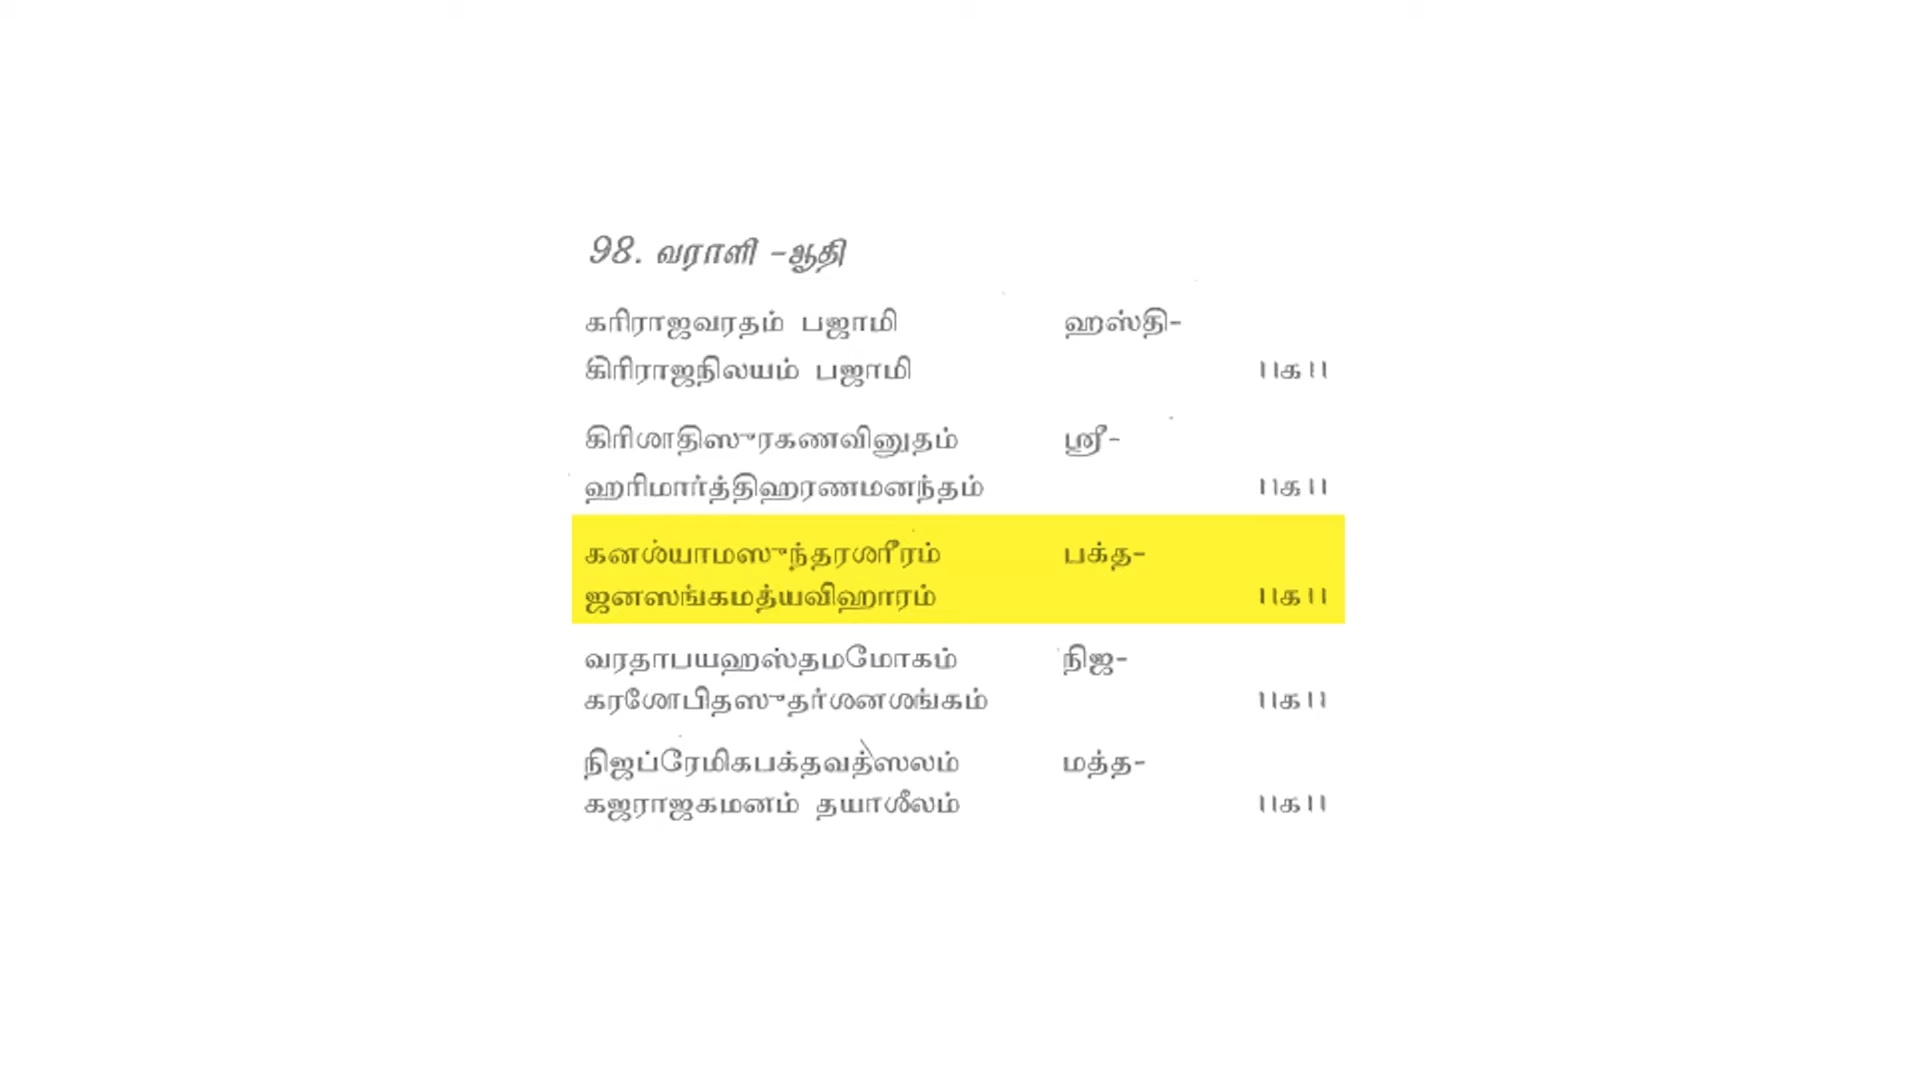 98. வராளி -ஆதி
கரிராஜவரதம் பஜாமி ஹஸ்தி-
கிரிராஜநிலயம் பஜாமி ।।க।।
கிரிஶாதிஸுரகணவினுதம் ஸ்ரீ-
ஹரிமார்த்திஹரணமனந்தம் ।।க।।
கனஶ்யாமஸுந்தரஶரீரம் பக்த-
ஜனஸங்கமத்யவிஹாரம் ।।க।।
வரதாபயஹஸ்தமமோகம் நிஜ-
கரஶோபிதஸுதர்ஶனஶங்கம் ।।க।।
நிஜப்ரேமிகபக்தவத்ஸலம் மத்த-
கஜராஜகமனம் தயாஶீலம் ।।க।।